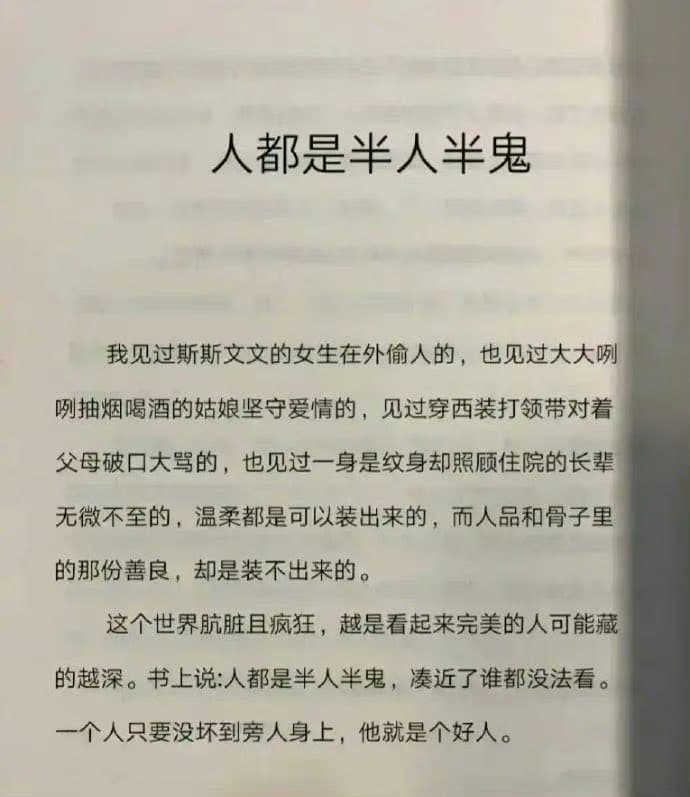 人都是半人半鬼
我见过斯斯文文的女生在外偷人的，也见过大大咧
咧抽烟喝酒的姑娘坚守爱情的，见过穿西装打领带对着
父母破口大骂的，也见过一身是纹身却照顾住院的长辈
无微不至的，温柔都是可以装出来的，而人品和骨子里
的那份善良，却是装不出来的。
这个世界肮脏且疯狂，越是看起来完美的人可能藏
的越深。书上说:人都是半人半鬼，凑近了谁都没法看。
一个人只要没坏到旁人身上，他就是个好人。